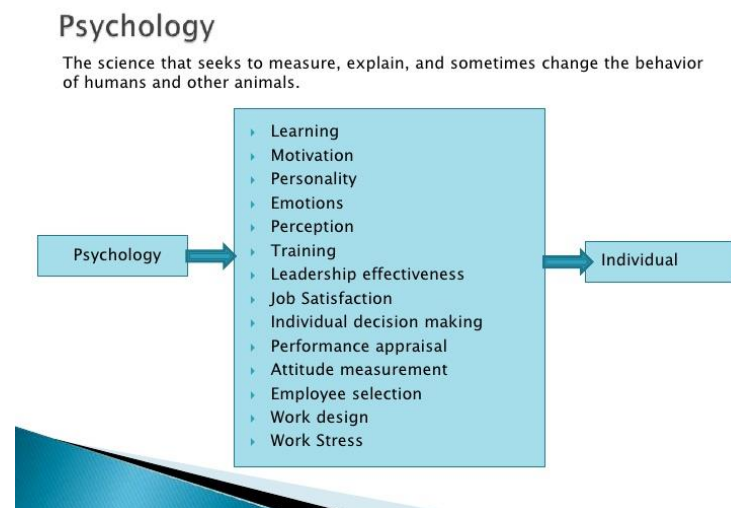 Psychology
The science that seeks to measure, explain, and sometimes change the behavior
of humans and other animals.
Psychology
Learning
Motivation
Personality
Emotions
Perception
Training
Leadership effectiveness
Job Satisfaction
Individual decision making
Performance appraisal
Attitude measurement
Employee selection
Work design
Work Stress
Individual